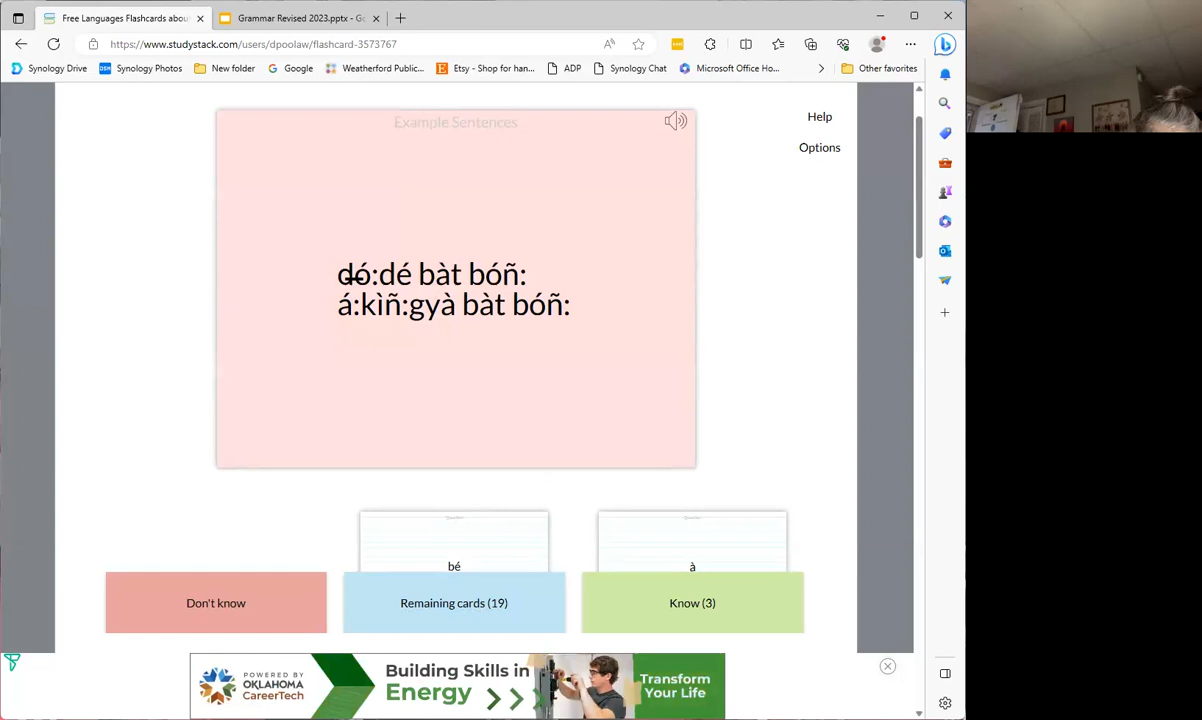 Free Languages Flashcards abou
Grammar Revised 2023.pptx - Go
https://www.studystack.com/users/dpoolaw/flashcard-3573767
Synology Drive
DSM Synology Photos
New folder
Google
Weatherford Public...
Etsy - Shop for han...
ADP
Synology Chat
Microsoft Office Ho...
Other favorites
Example Sentences
Help
Options
dó:dé bàt bóñ:
á:kìñ:gyà bàt bóñ:
bé
à
Don't know
Remaining cards (19)
Know (3)
POWERED BY
OKLAHOMA
CareerTech
Building Skills in
Energy
Transform
Your Life